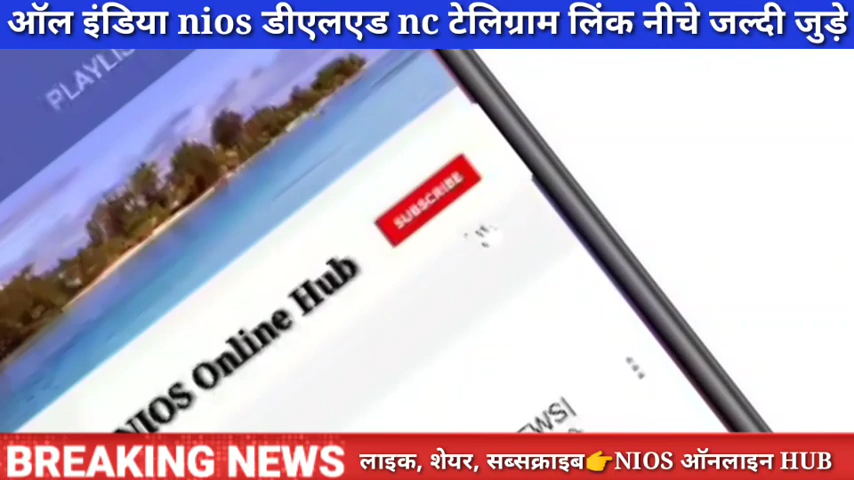 ऑल इंडिया nios डीएलएड nc टेलिग्राम लिंक नीचे जल्दी जुड़े
SUBSCRIBE
NIOS Online Hub
BREAKING NEWS लाइक, शेयर, सब्सक्राइब👉NIOS ऑनलाइन HUB